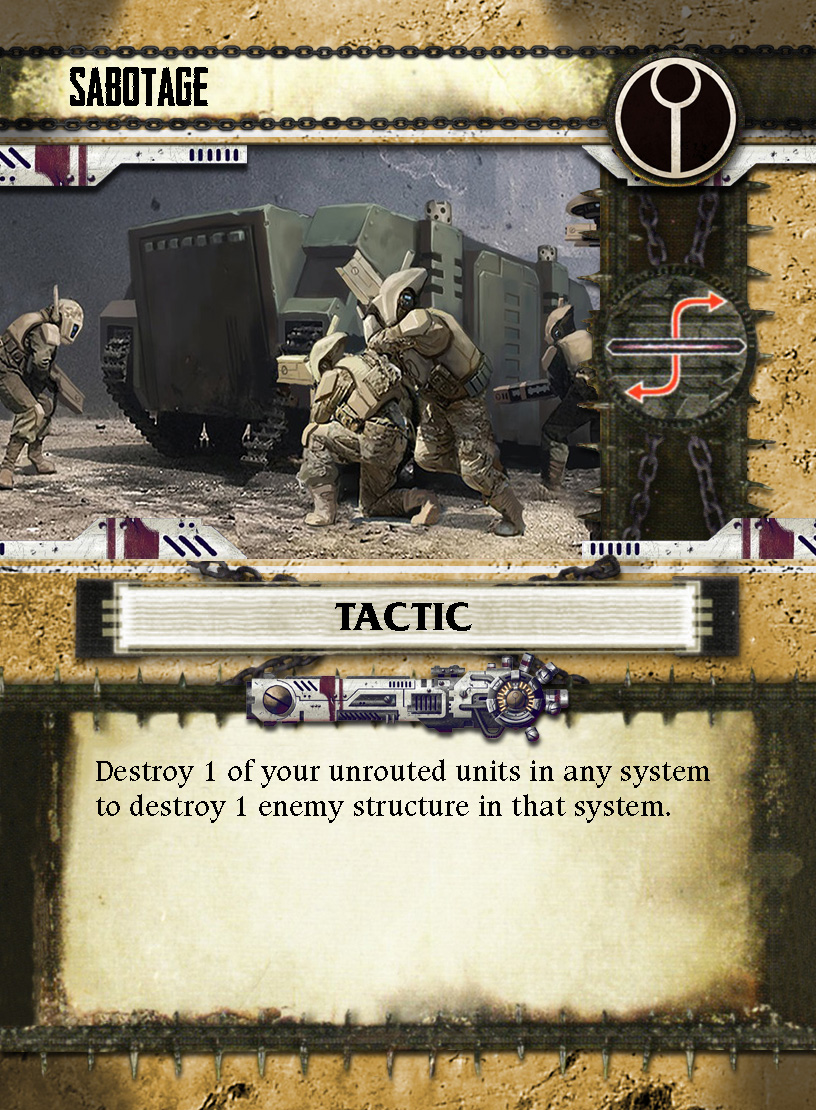 SABOTAGE
TACTIC
Destroy 1 of your unrouted units in any system
to destroy 1 enemy structure in that system.